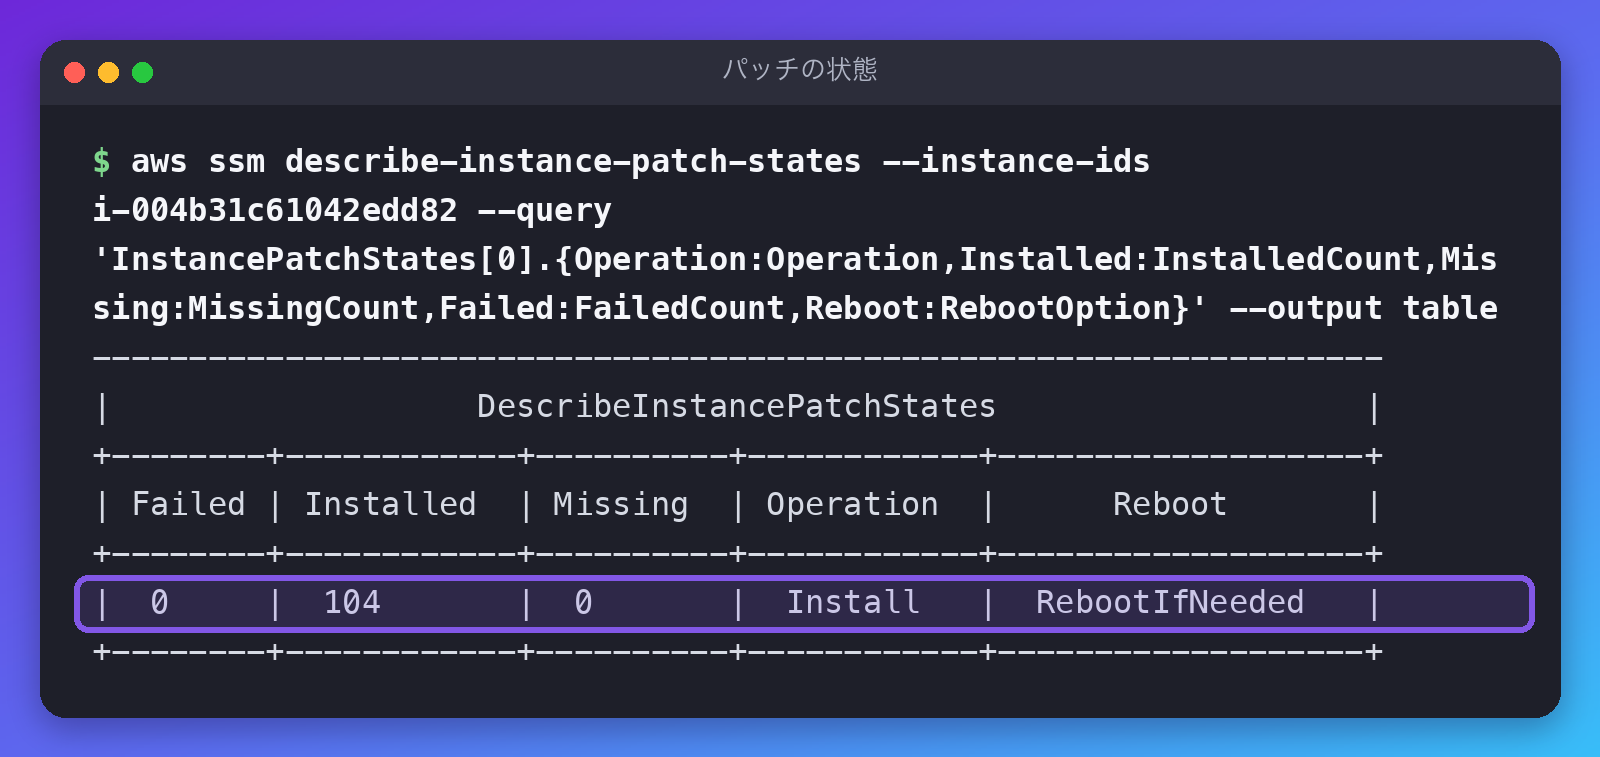 パッチの状態
$ aws ssm describe-instance-patch-states --instance-ids
i-004b31c61042edd82 --query
'InstancePatchStates[0].{Operation:Operation,Installed:InstalledCount,Mis
sing:MissingCount,Failed:FailedCount,Reboot:RebootOption}' --output table
-------------------------------------------------------------------
|                   DescribeInstancePatchStates                   |
+--------+------------+----------+-----------+-------------------+
| Failed | Installed  | Missing  | Operation  |      Reboot       |
+--------+------------+----------+-----------+-------------------+
|  0     |  104       |  0       |  Install   |  RebootIfNeeded   |
+--------+------------+----------+-----------+-------------------+